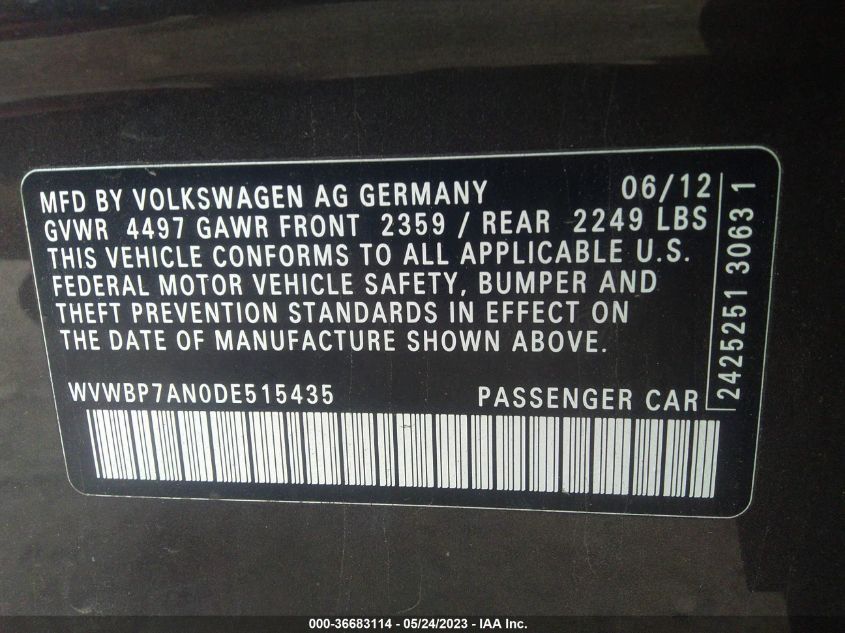 MFD BY VOLKSWAGEN AG GERMANY 06/12
GVWR 4497 GAWR FRONT 2359 / REAR 2249 LBS
THIS VEHICLE CONFORMS TO ALL APPLICABLE U.S.
FEDERAL MOTOR VEHICLE SAFETY, BUMPER AND
THEFT PREVENTION STANDARDS IN EFFECT ON
THE DATE OF MANUFACTURE SHOWN ABOVE.
WVWBP7AN0DE515435 PASSENGER CAR
2425251 3063 1
000-36683114 - 05/24/2023 - IAA Inc.